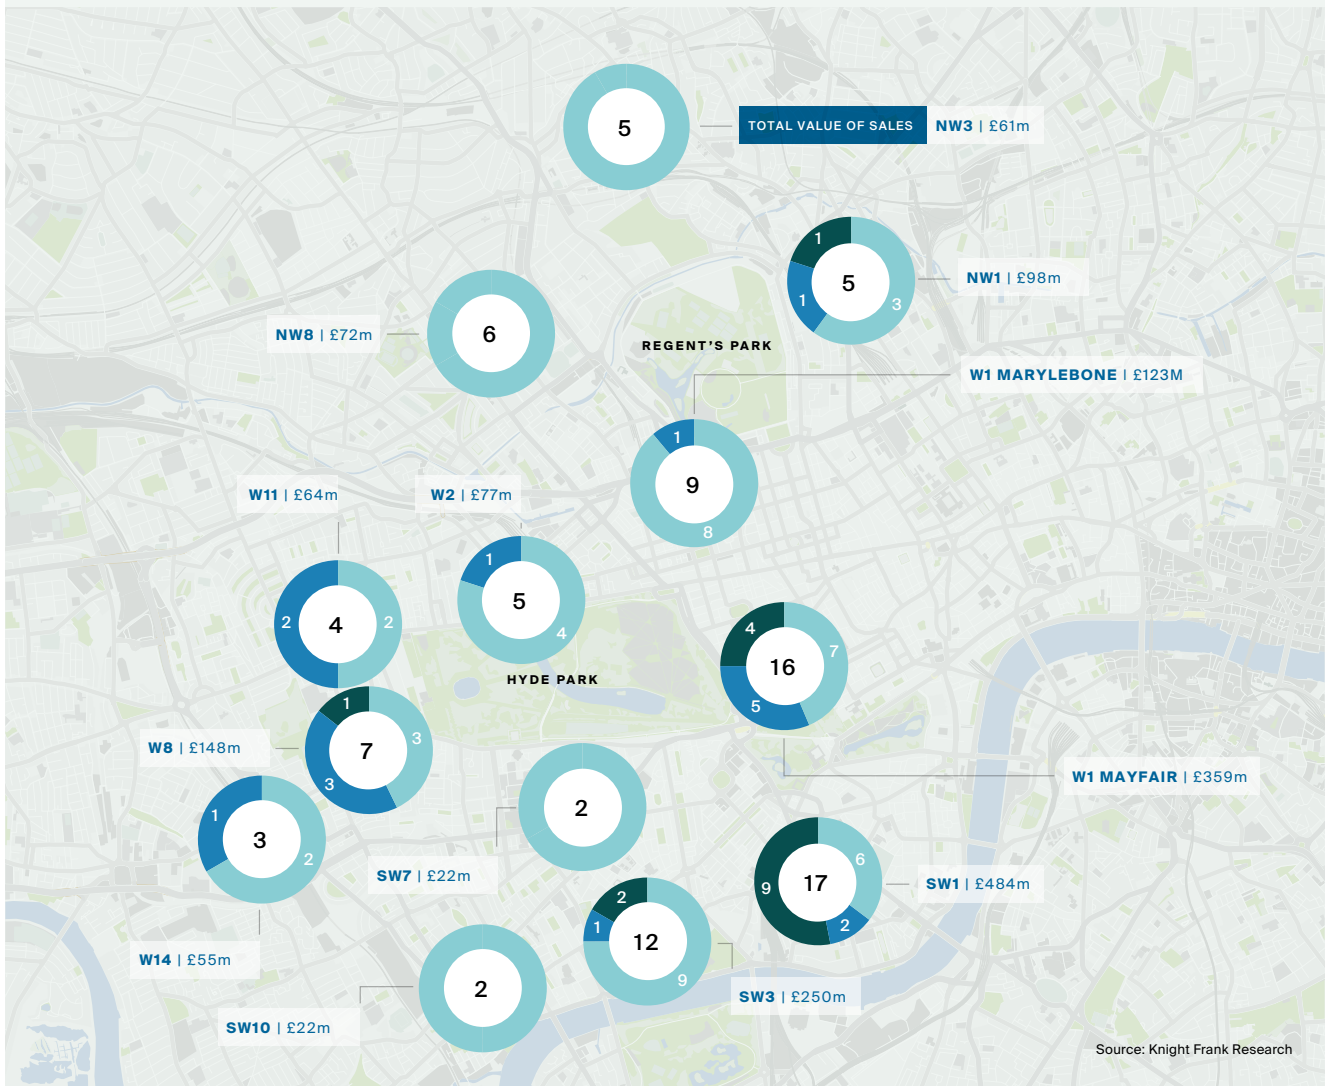 5
TOTAL VALUE OF SALES NW3 | £61m
1
5
1
3
NW1 | £98m
6
NW8 | £72m
REGENT'S PARK
W1 MARYLEBONE | £123M
1
9
8
W11 | £64m
W2 | £77m
1
5
4
2
4
2
4
7
16
5
HYDE PARK
1
3
7
3
W8 | £148m
W1 MAYFAIR | £359m
1
3
2
2
SW7 | £22m
6
9
17
2
SW1 | £484m
2
1
12
9
W14 | £55m
2
SW3 | £250m
SW10 | £22m
Source: Knight Frank Research